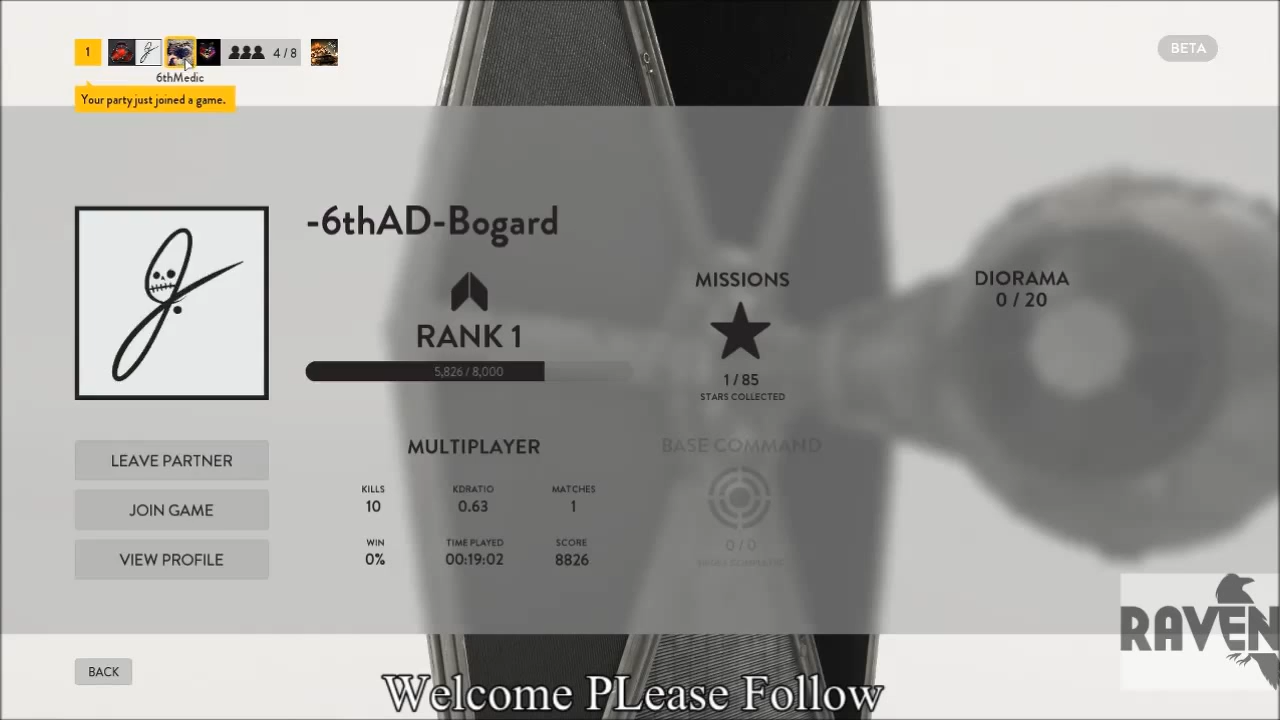 1
4 / 8
BETA
6thMedic
Your party just joined a game.
-6thAD-Bogard
RANK 1
5,826 / 8,000
MISSIONS
1 / 85
STARS COLLECTED
DIORAMA
0 / 20
LEAVE PARTNER
JOIN GAME
VIEW PROFILE
MULTIPLAYER
KILLS
10
KDRATIO
0.63
MATCHES
1
WIN
0%
TIME PLAYED
00:19:02
SCORE
8826
BASE COMMAND
0 / 0
RAVEN
BACK
Welcome PLease Follow